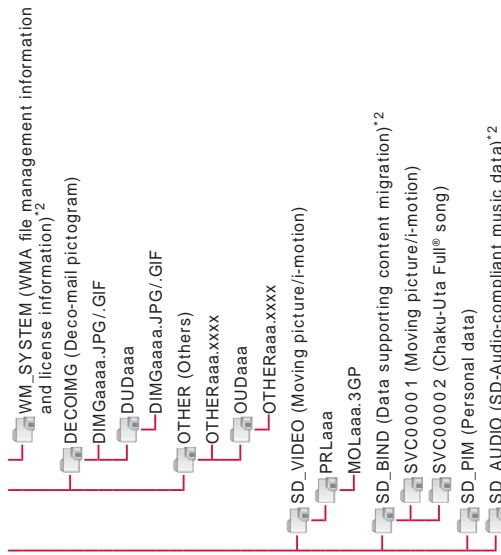 WM_SYSTEM (WMA file management information
and license information)*2
DECOIMG (Deco-mail pictogram)
DIMGaaaa.JPG/.GIF
DUDaaa
DIMGaaaa.JPG/.GIF
OTHER (Others)
OTHERaaa.xxxx
OUDaaa
OTHERaaa.xxxx
SD_VIDEO (Moving picture/i-motion)
PRLaaa
MOLaaa.3GP
SD_BIND (Data supporting content migration)*2
SVC00001 (Moving picture/i-motion)
SVC00002 (Chaku-Uta Full® song)
SD_PIM (Personal data)
SD_AUDIO (SD-Audio-compliant music data)*2